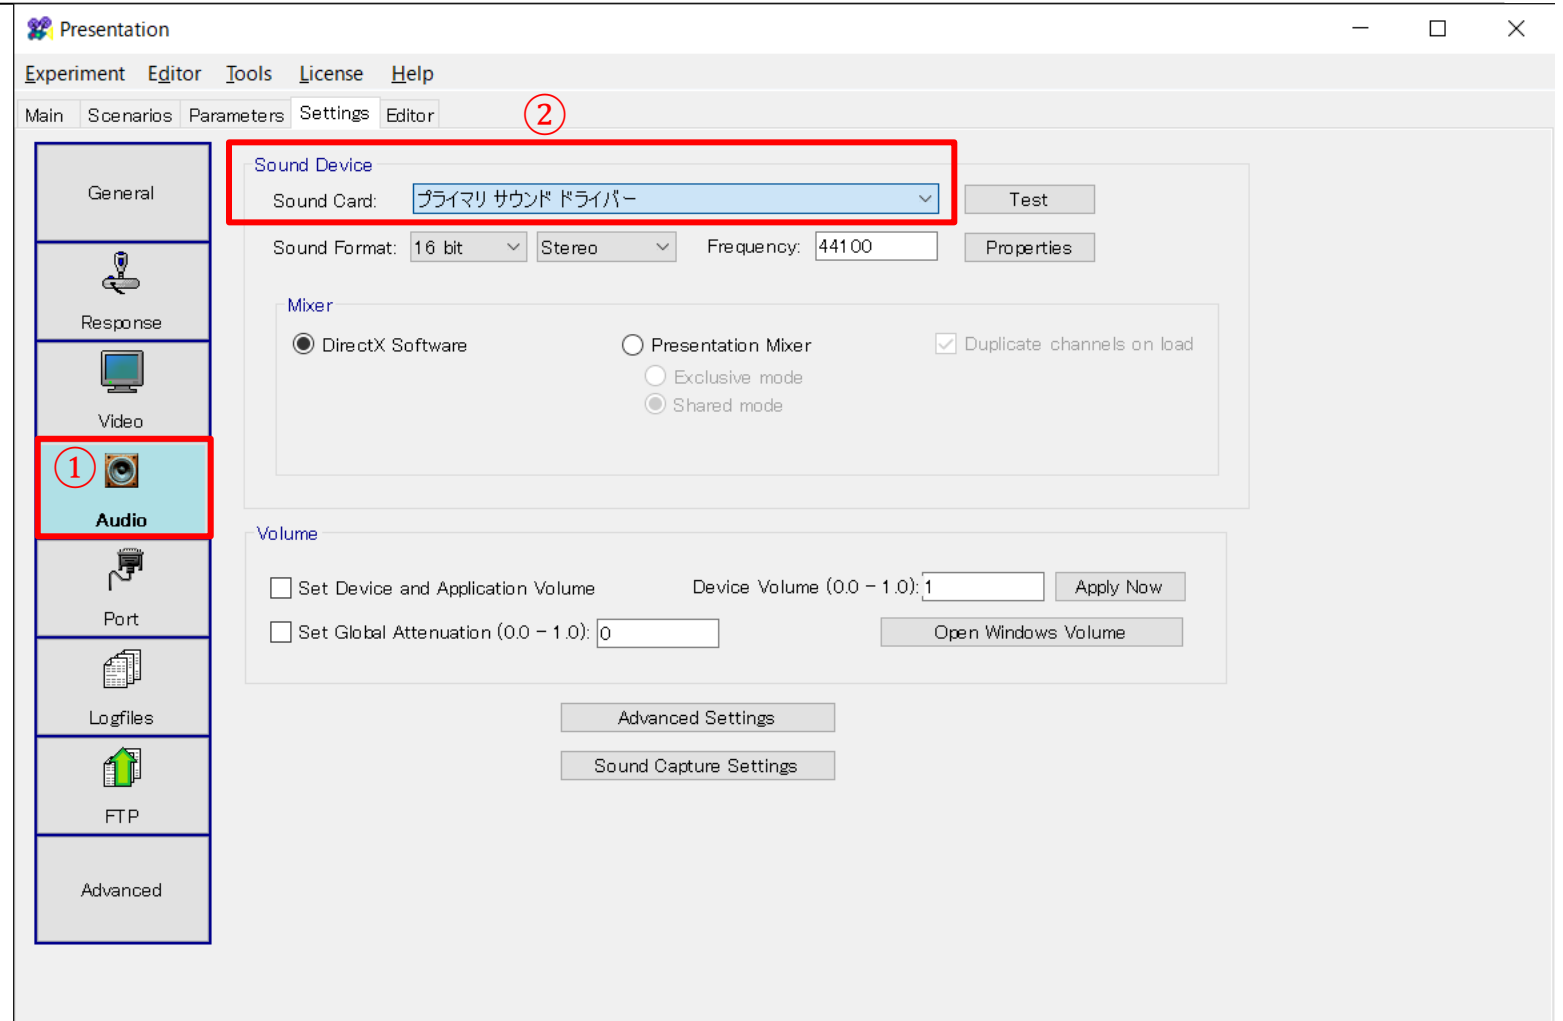 Presentation
Experiment Editor Tools License Help
Main Scenarios Parameters Settings Editor
②
General
Response
Video
①
Audio
Port
Logfiles
FTP
Advanced
Sound Device
Sound Card: プライマリ サウンド ドライバー Test
Sound Format: 16 bit Stereo Frequency: 44100 Properties
Mixer
DirectX Software Presentation Mixer Duplicate channels on load
Exclusive mode
Shared mode
Volume
Set Device and Application Volume Device Volume (0.0 - 1.0): 1 Apply Now
Set Global Attenuation (0.0 - 1.0): 0 Open Windows Volume
Advanced Settings
Sound Capture Settings